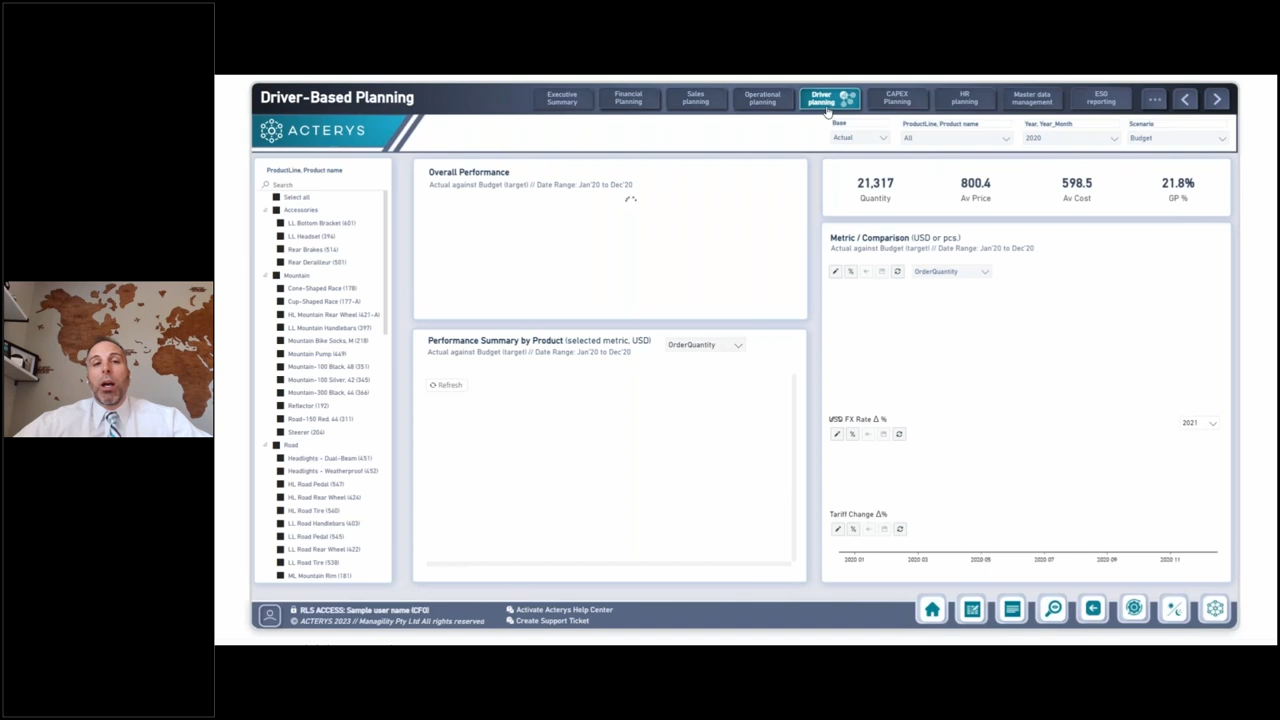 Driver-Based Planning
Executive Summary
Financial Planning
Sales planning
Operational planning
Driver planning
CAPEX Planning
HR planning
Master data management
ESG reporting
ACTERYS
Base
Actual
ProductLine, Product name
All
Year, Year_Month
2020
Scenario
Budget
ProductLine, Product name
Search
Select all
Accessories
LL Bottom Bracket (601)
LL Headset (394)
Rear Brakes (514)
Rear Derailleur (501)
Mountain
Cone-Shaped Race (178)
Cup-Shaped Race (177-A)
HL Mountain Rear Wheel (421-A)
LL Mountain Handlebars (397)
Mountain Bike Socks, M (218)
Mountain Pump (449)
Mountain-100 Black, 48 (351)
Mountain-100 Silver, 42 (345)
Mountain-300 Black, 44 (366)
Reflector (192)
Road-150 Red, 44 (311)
Steerer (204)
Road
Headlights - Dual-Beam (451)
Headlights - Weatherproof (452)
HL Road Pedal (547)
HL Road Rear Wheel (424)
HL Road Tire (540)
LL Road Handlebars (403)
LL Road Pedal (545)
LL Road Rear Wheel (422)
LL Road Tire (538)
ML Mountain Rim (181)
Overall Performance
Actual against Budget (target) // Date Range: Jan'20 to Dec'20
Performance Summary by Product (selected metric, USD)
OrderQuantity
Actual against Budget (target) // Date Range: Jan'20 to Dec'20
Refresh
21,317
Quantity
800.4
Av Price
598.5
Av Cost
21.8%
GP %
Metric / Comparison (USD or pcs.)
Actual against Budget (target) // Date Range: Jan'20 to Dec'20
%
OrderQuantity
USD FX Rate Δ %
2021
%
Tariff Change Δ%
%
2020 01 2020 03 2020 05 2020 07 2020 09 2020 11
RLS ACCESS: Sample user name (CFO)
© ACTERYS 2023 // Managility Pty Ltd All rights reserved
Activate Acterys Help Center
Create Support Ticket